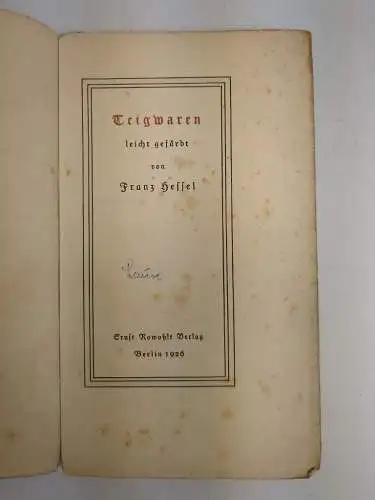 Teigwaren
leicht gefärbt
von
Franz Hessel
Ernst Rowohlt Verlag
Berlin 1926